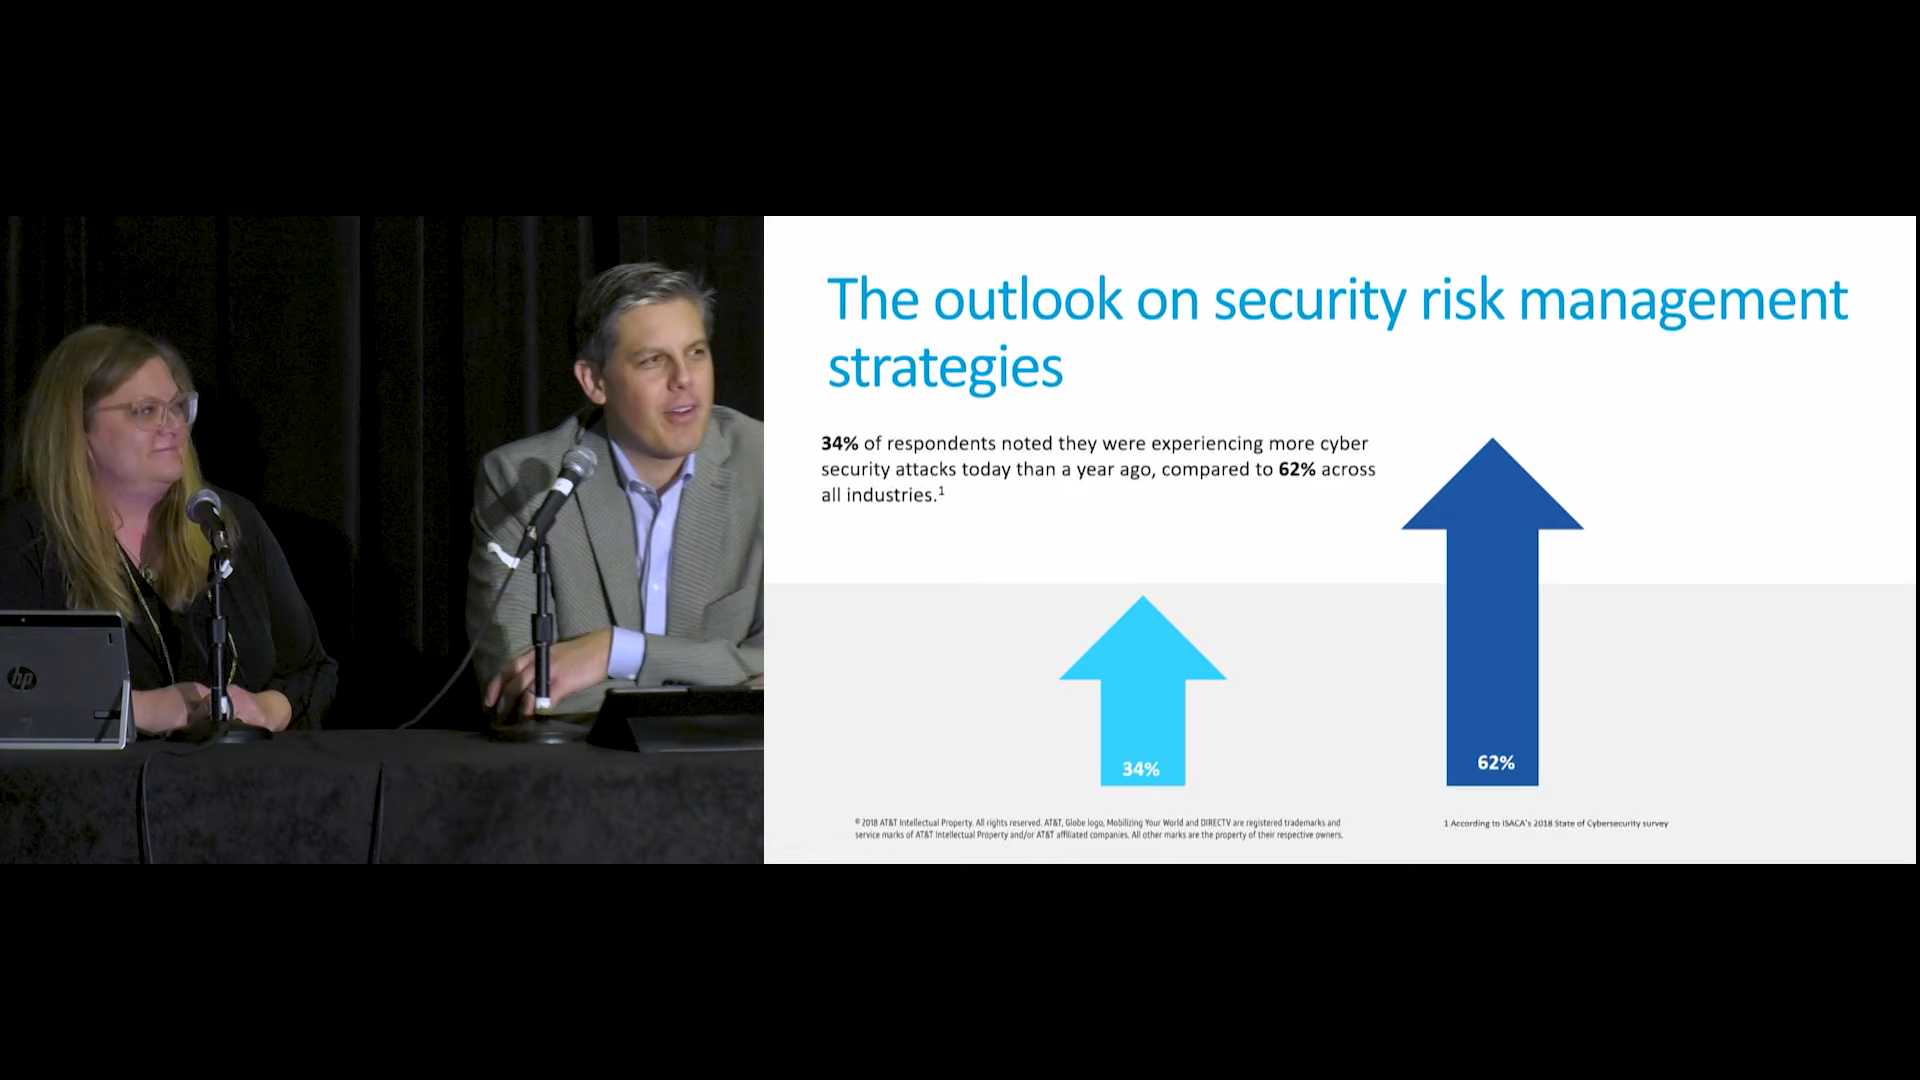 The outlook on security risk management
strategies
34% of respondents noted they were experiencing more cyber
security attacks today than a year ago, compared to 62% across
all industries.1
34%
62%
© 2018 AT&T Intellectual Property. All rights reserved. AT&T, Globe logo, Mobilizing Your World and DIRECTV are registered trademarks and
service marks of AT&T Intellectual Property and/or AT&T affiliated companies. All other marks are the property of their respective owners.
1 According to ISACA's 2018 State of Cybersecurity survey
hp